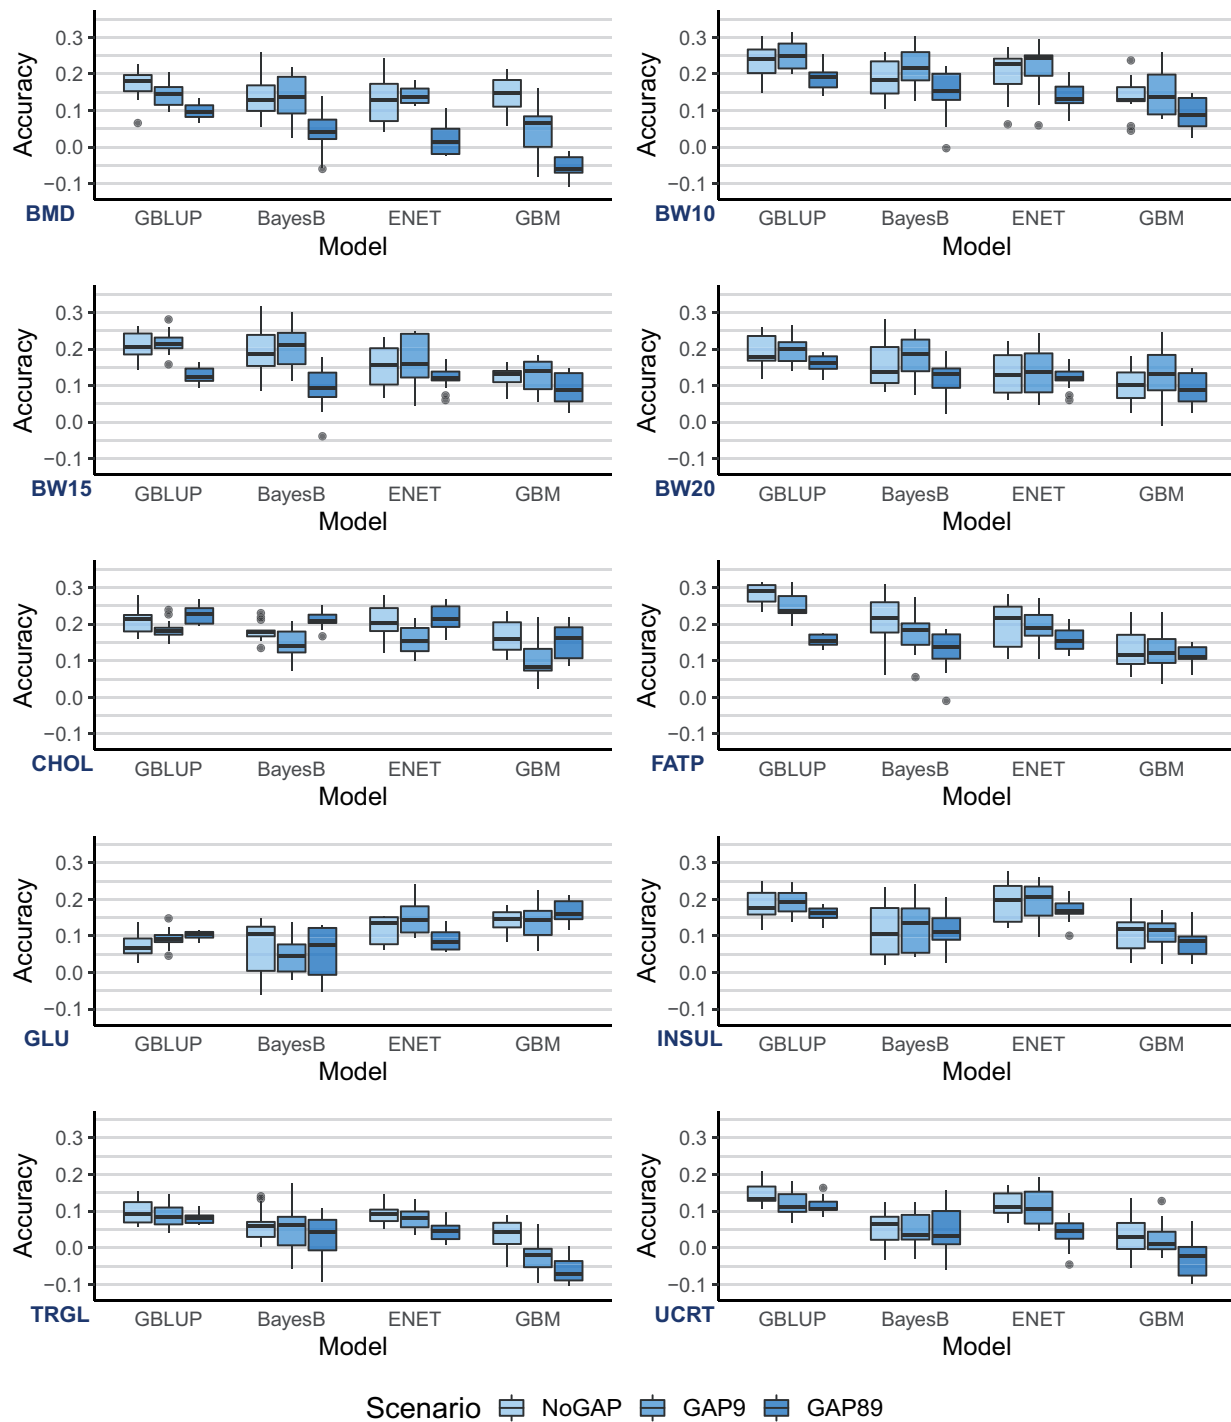 Accuracy
0.3
0.2
0.1
0.0
−0.1
BMD
GBLUP BayesB ENET GBM
Model
Accuracy
0.3
0.2
0.1
0.0
−0.1
BW10
GBLUP BayesB ENET GBM
Model
Accuracy
0.3
0.2
0.1
0.0
−0.1
BW15
GBLUP BayesB ENET GBM
Model
Accuracy
0.3
0.2
0.1
0.0
−0.1
BW20
GBLUP BayesB ENET GBM
Model
Accuracy
0.3
0.2
0.1
0.0
−0.1
CHOL
GBLUP BayesB ENET GBM
Model
Accuracy
0.3
0.2
0.1
0.0
−0.1
FATP
GBLUP BayesB ENET GBM
Model
Accuracy
0.3
0.2
0.1
0.0
−0.1
GLU
GBLUP BayesB ENET GBM
Model
Accuracy
0.3
0.2
0.1
0.0
−0.1
INSUL
GBLUP BayesB ENET GBM
Model
Accuracy
0.3
0.2
0.1
0.0
−0.1
TRGL
GBLUP BayesB ENET GBM
Model
Accuracy
0.3
0.2
0.1
0.0
−0.1
UCRT
GBLUP BayesB ENET GBM
Model
Scenario NoGAP GAP9 GAP89